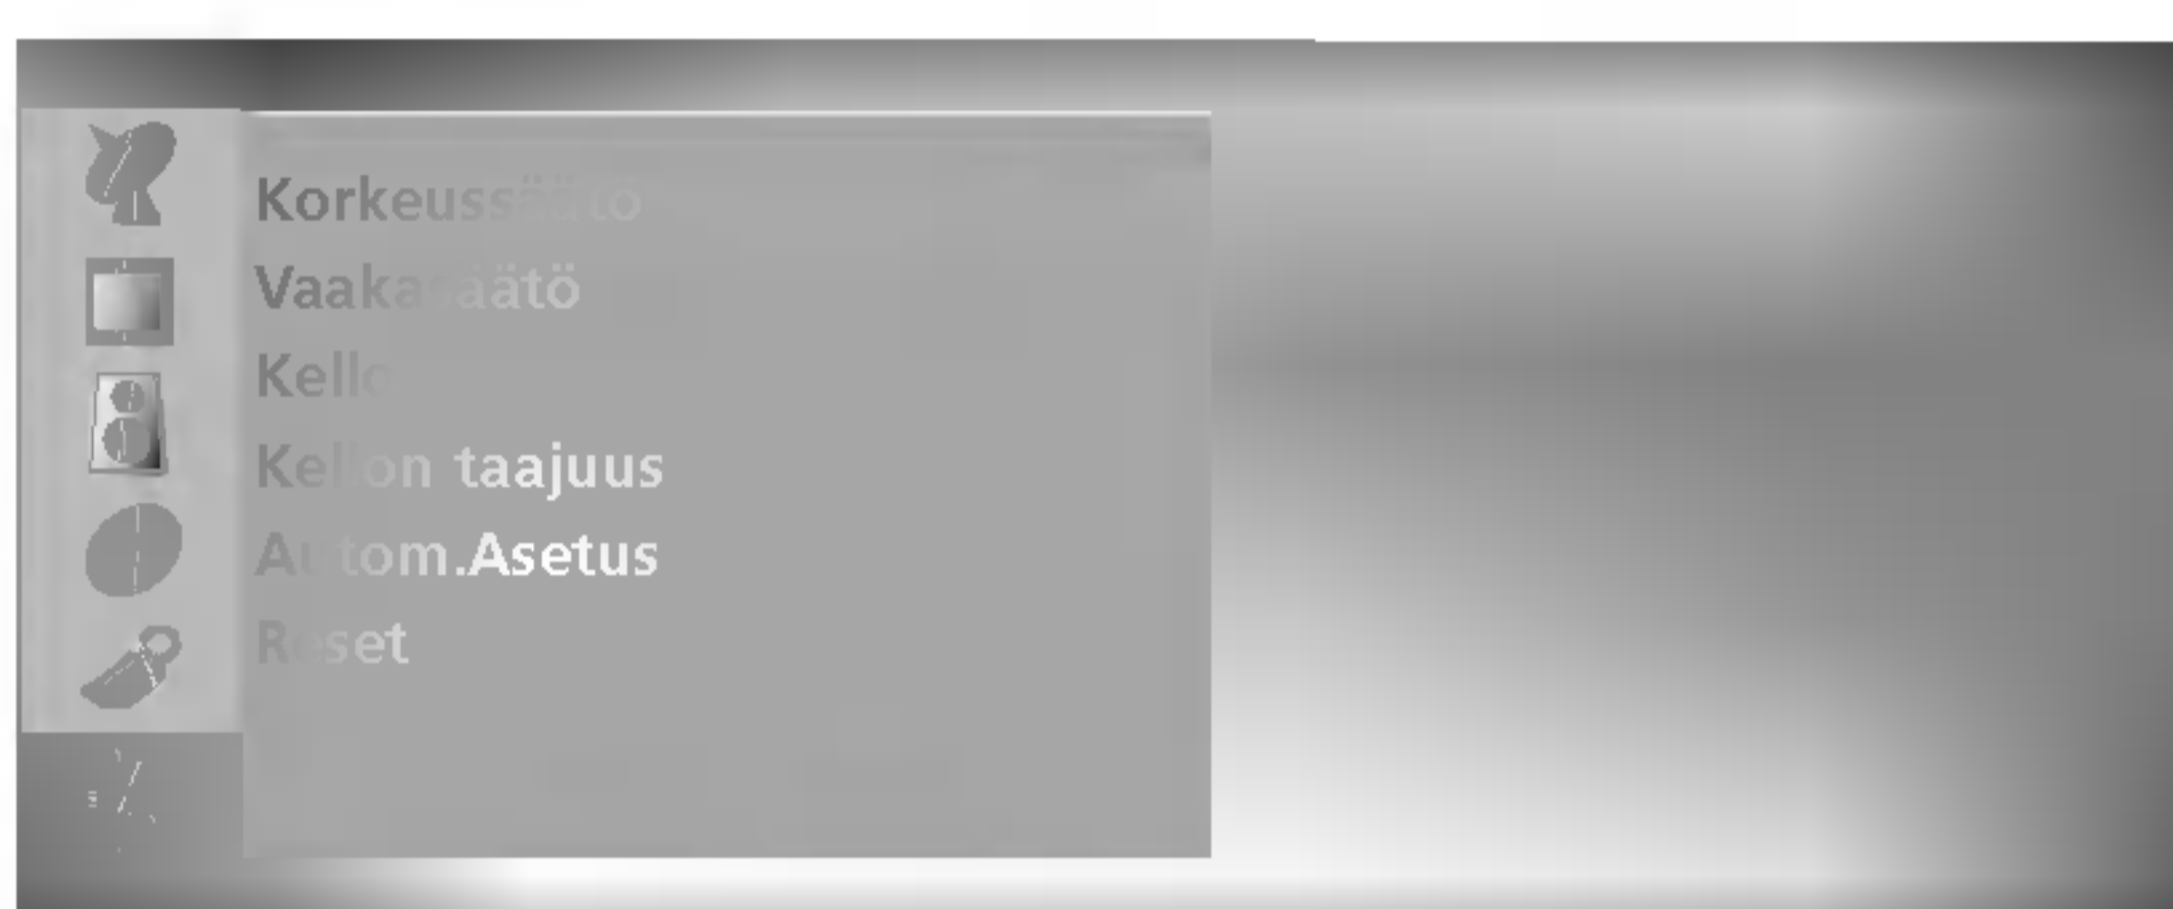 Korkeussäätö
Vaakasäätö
Kello
Kellon taajuus
Autom.Asetus
Reset